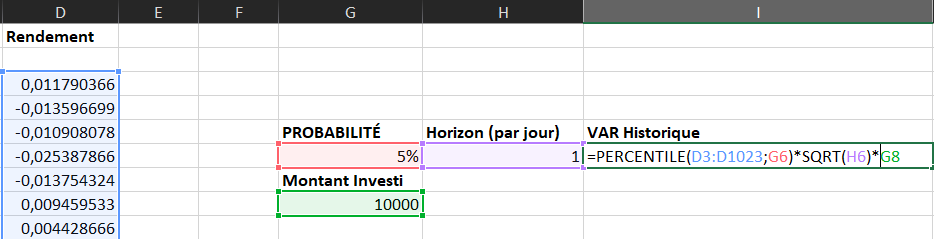 D E F G H I
Rendement
0,011790366
-0,013596699
-0,010908078
PROBABILITÉ Horizon (par jour) VAR Historique
-0,025387866 5% 1 =PERCENTILE(D3:D1023;G6)*SQRT(H6)*G8
-0,013754324 Montant Investi
0,009459533 10000
0,004428666